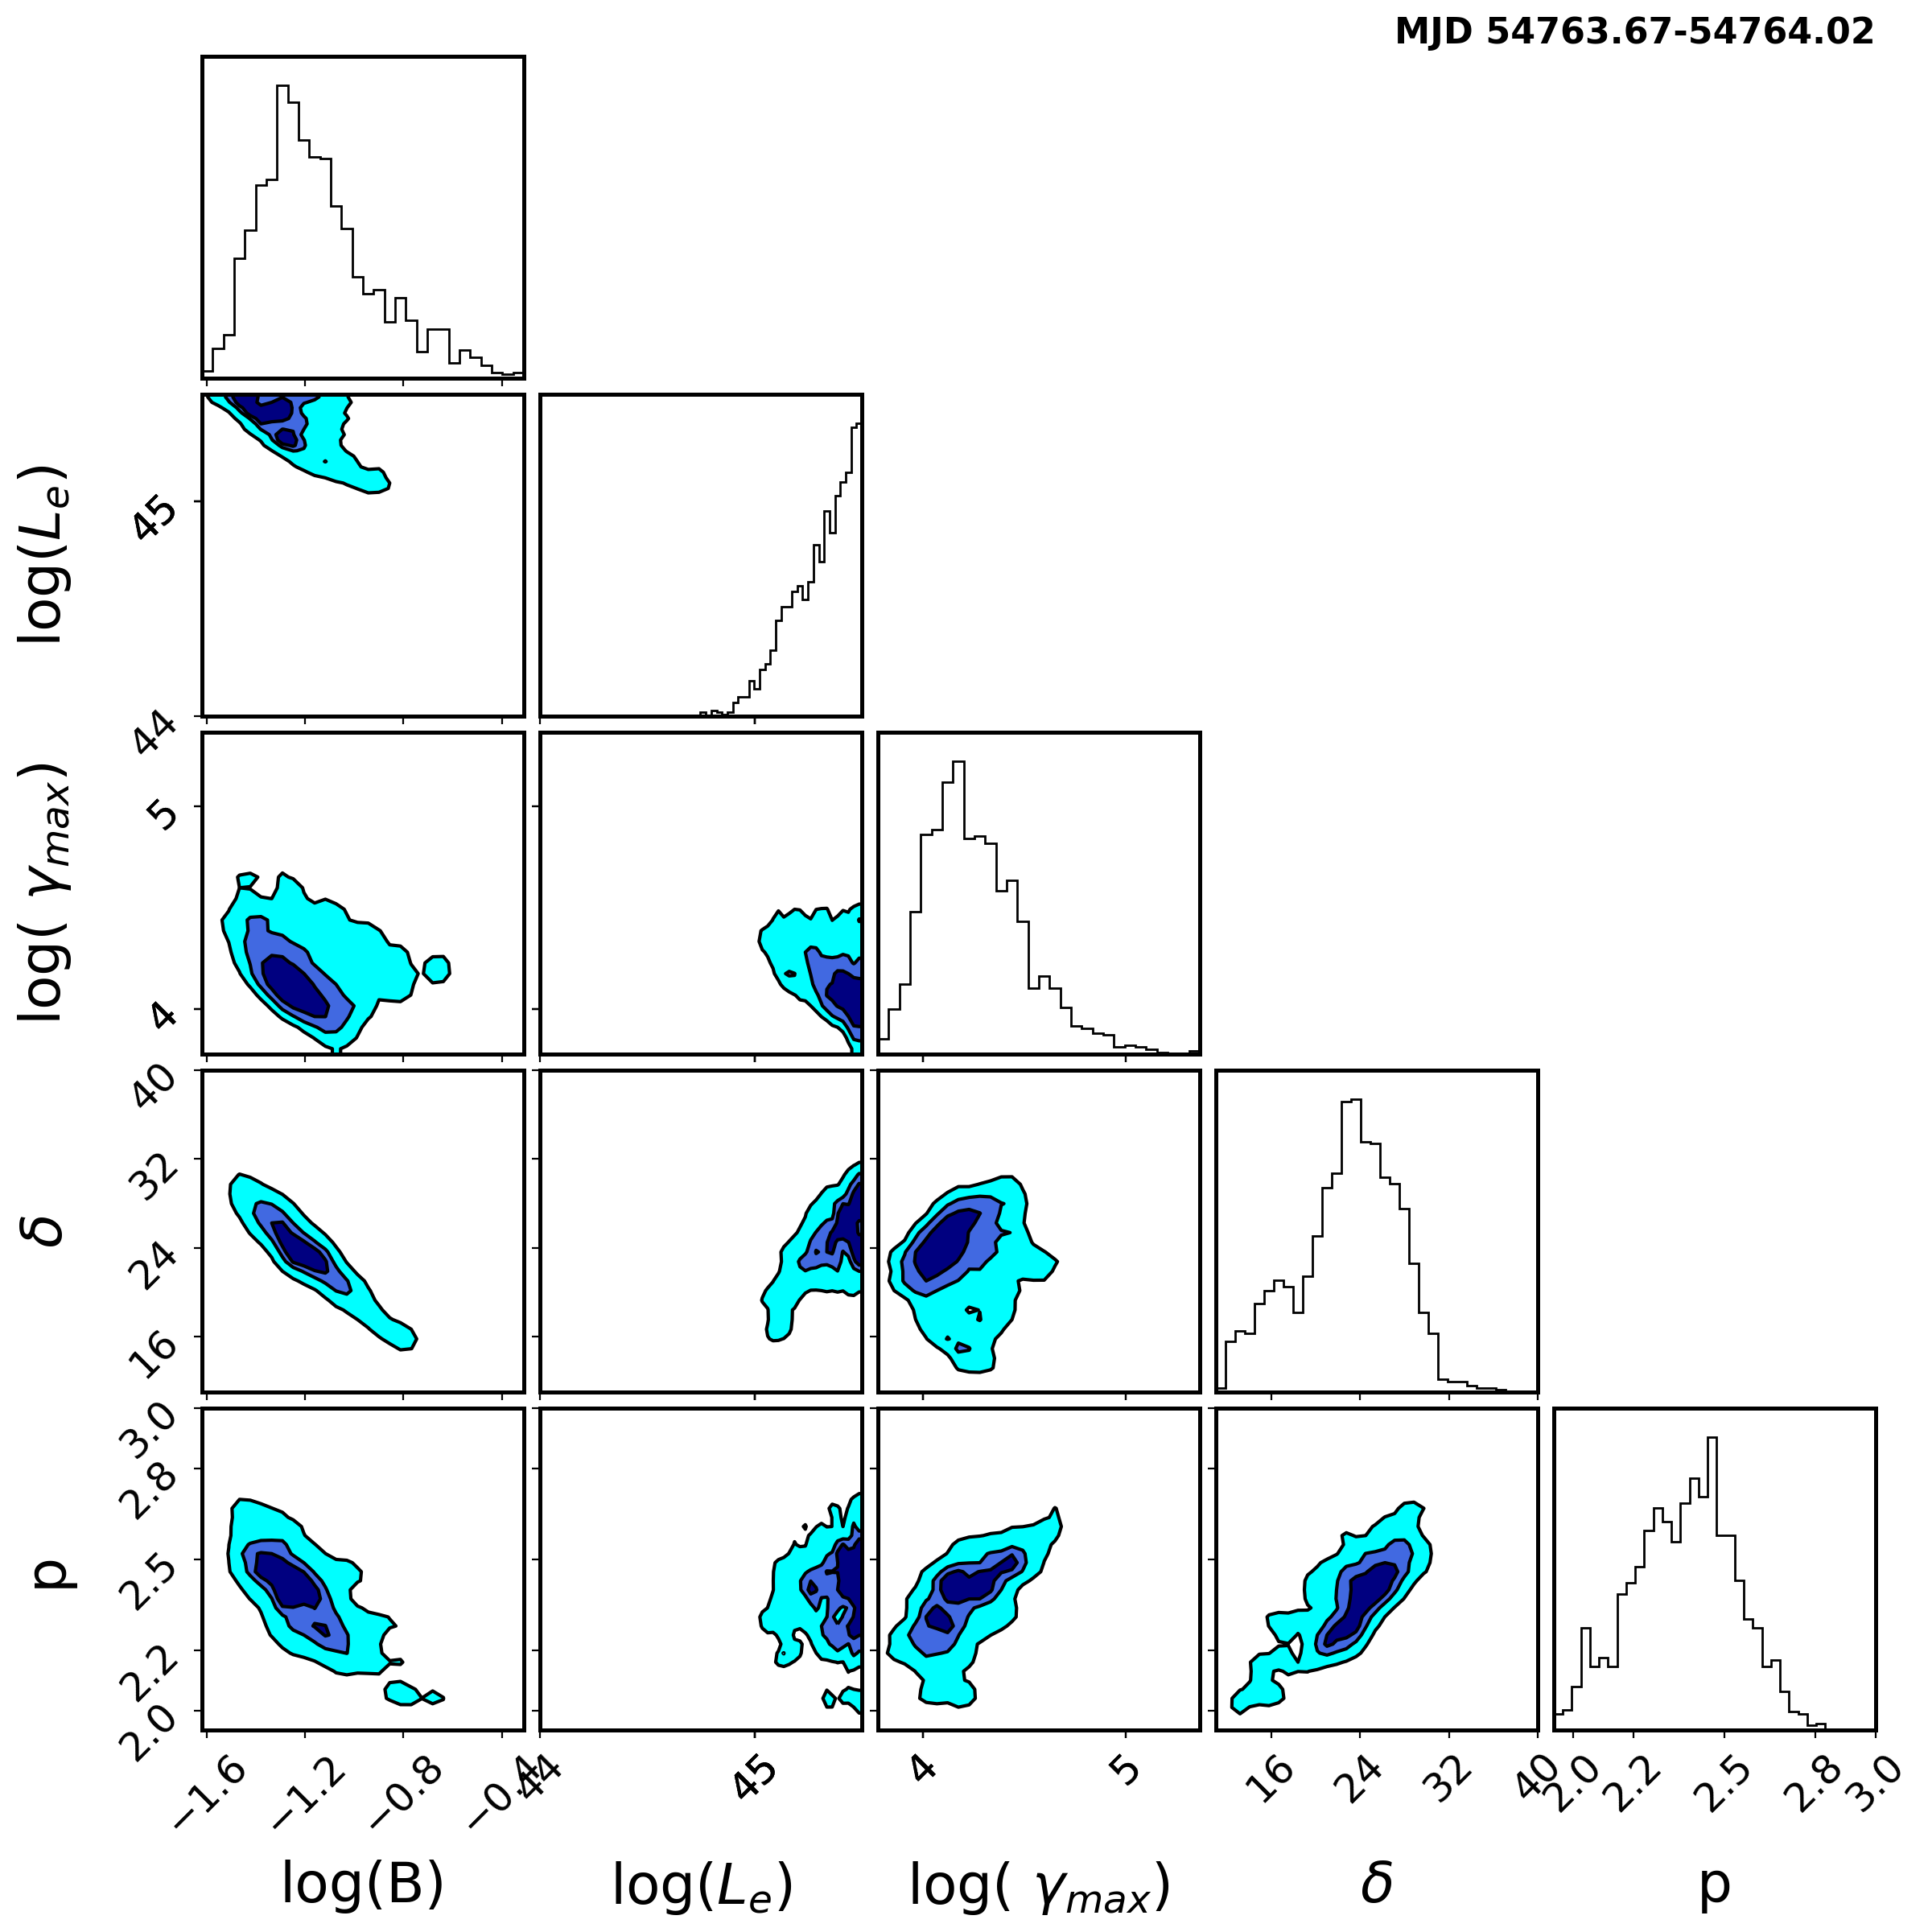 MJD 54763.67-54764.02
log(L_e)
45
44
log( γ_max)
5
4
δ
40
32
24
16
p
3.0
2.8
2.5
2.2
2.0
−1.6 −1.2 −0.8 −0.4 44 45 4 5 16 24 32 40 2.0 2.2 2.5 2.8 3.0
log(B) log(L_e) log( γ_max) δ p